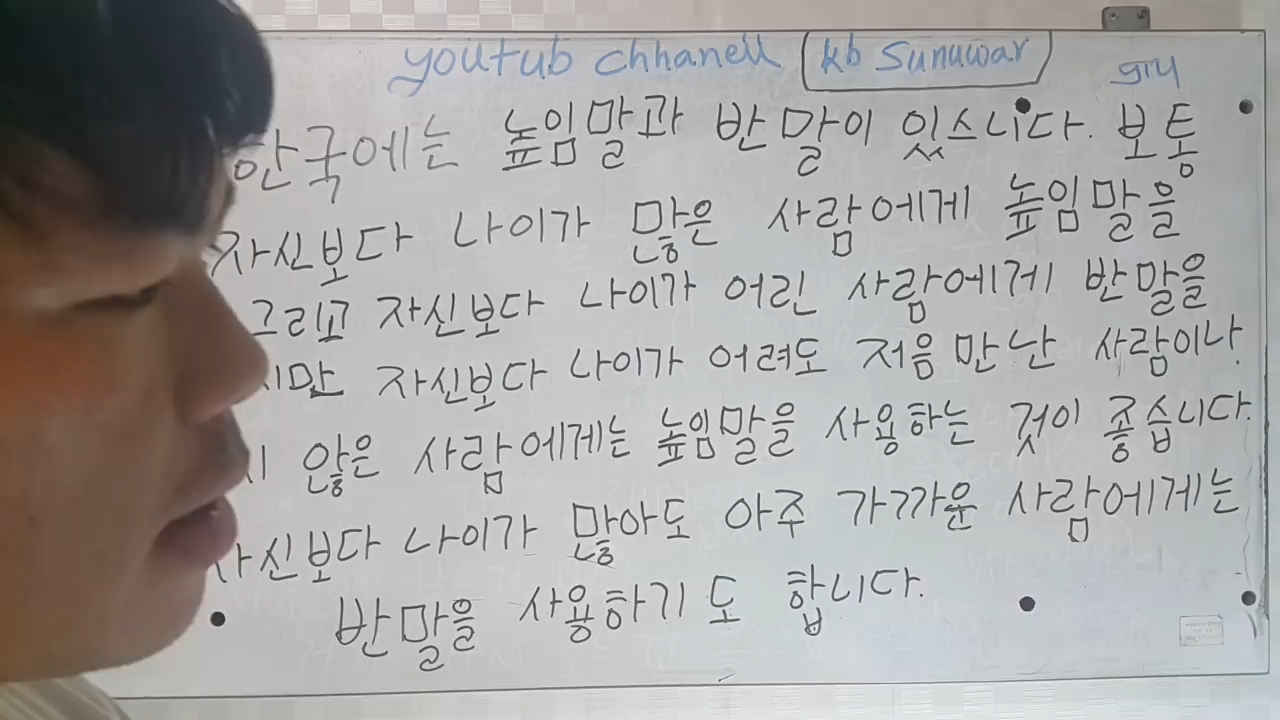 youtub chhanell kb Sunuwar
한국에는 높임말과 반말이 있습니다. 보통
자신보다 나이가 많은 사람에게 높임말을
그리고 자신보다 나이가 어린 사람에게 반말을
지만 자신보다 나이가 어려도 저음 만난 사람이나
지 않은 사람에게는 높임말을 사용하는 것이 좋습니다.
자신보다 나이가 많아도 아주 가까운 사람에게는
반말을 사용하기도 합니다.